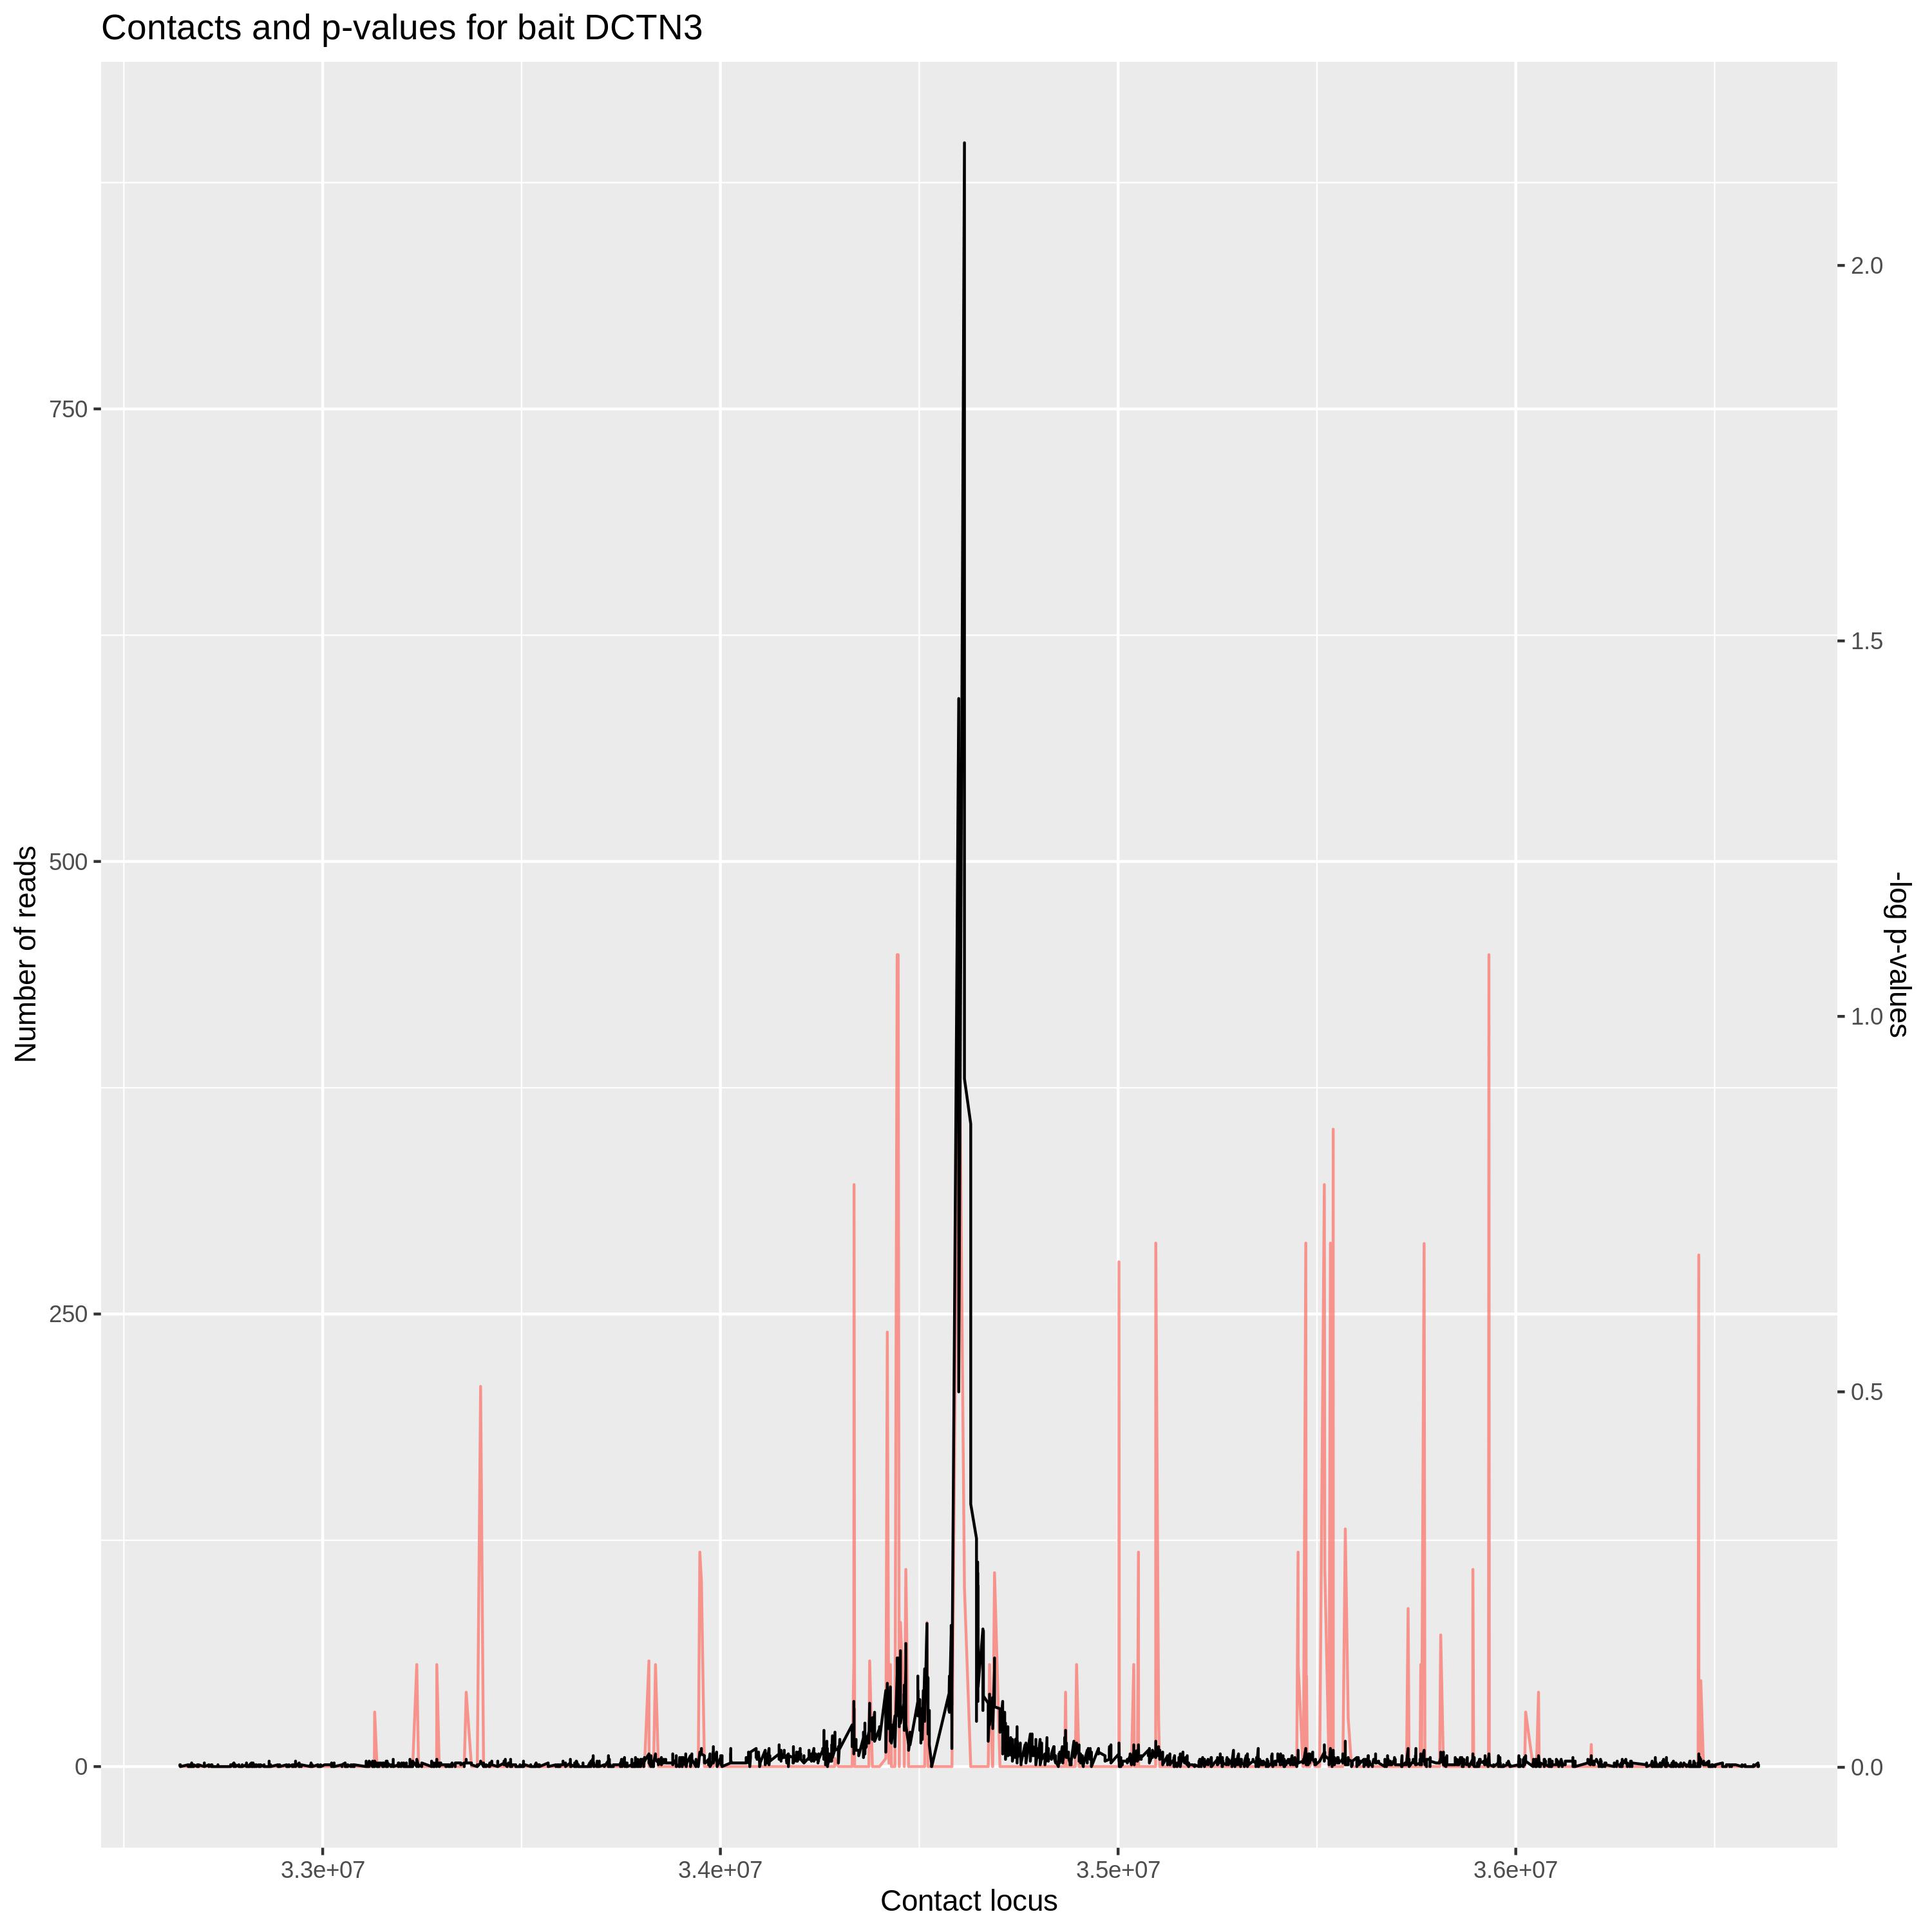 Contacts and p-values for bait DCTN3
Number of reads
750
500
250
0
2.0
1.5
1.0
0.5
0.0
-log p-values
3.3e+07 3.4e+07 3.5e+07 3.6e+07
Contact locus